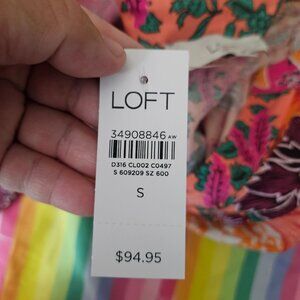 LOFT
34908846 AW
D316 CL002 C0497
S 609209 SZ 600
S
$94.95